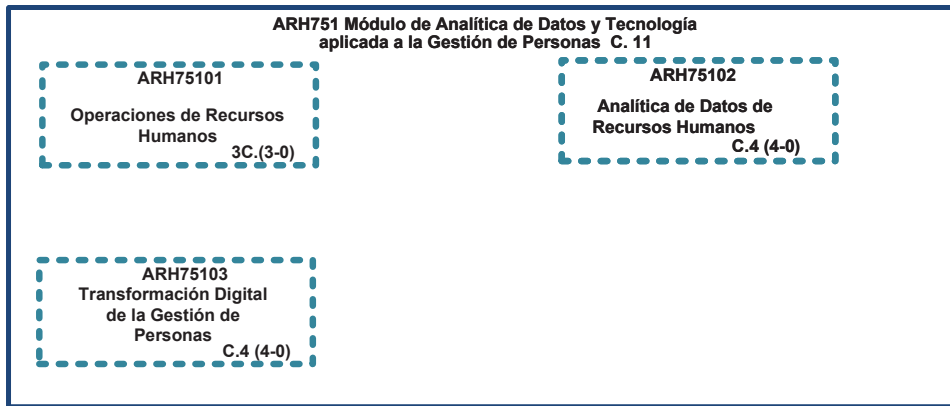 ARH751 Módulo de Analítica de Datos y Tecnología
aplicada a la Gestión de Personas C. 11
ARH75101
Operaciones de Recursos
Humanos
3C.(3-0)
ARH75102
Analítica de Datos de
Recursos Humanos
C.4 (4-0)
ARH75103
Transformación Digital
de la Gestión de
Personas
C.4 (4-0)